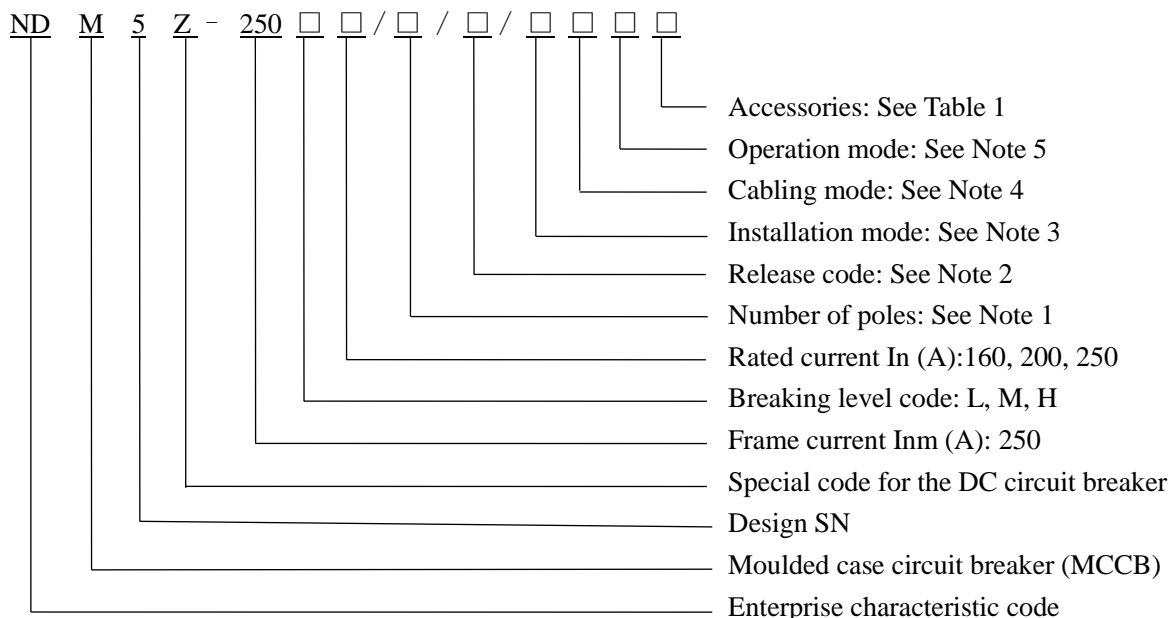 ND M 5 Z - 250 □ □ / □ / □ / □ □ □ □
Accessories: See Table 1
Operation mode: See Note 5
Cabling mode: See Note 4
Installation mode: See Note 3
Release code: See Note 2
Number of poles: See Note 1
Rated current In (A):160, 200, 250
Breaking level code: L, M, H
Frame current Inm (A): 250
Special code for the DC circuit breaker
Design SN
Moulded case circuit breaker (MCCB)
Enterprise characteristic code